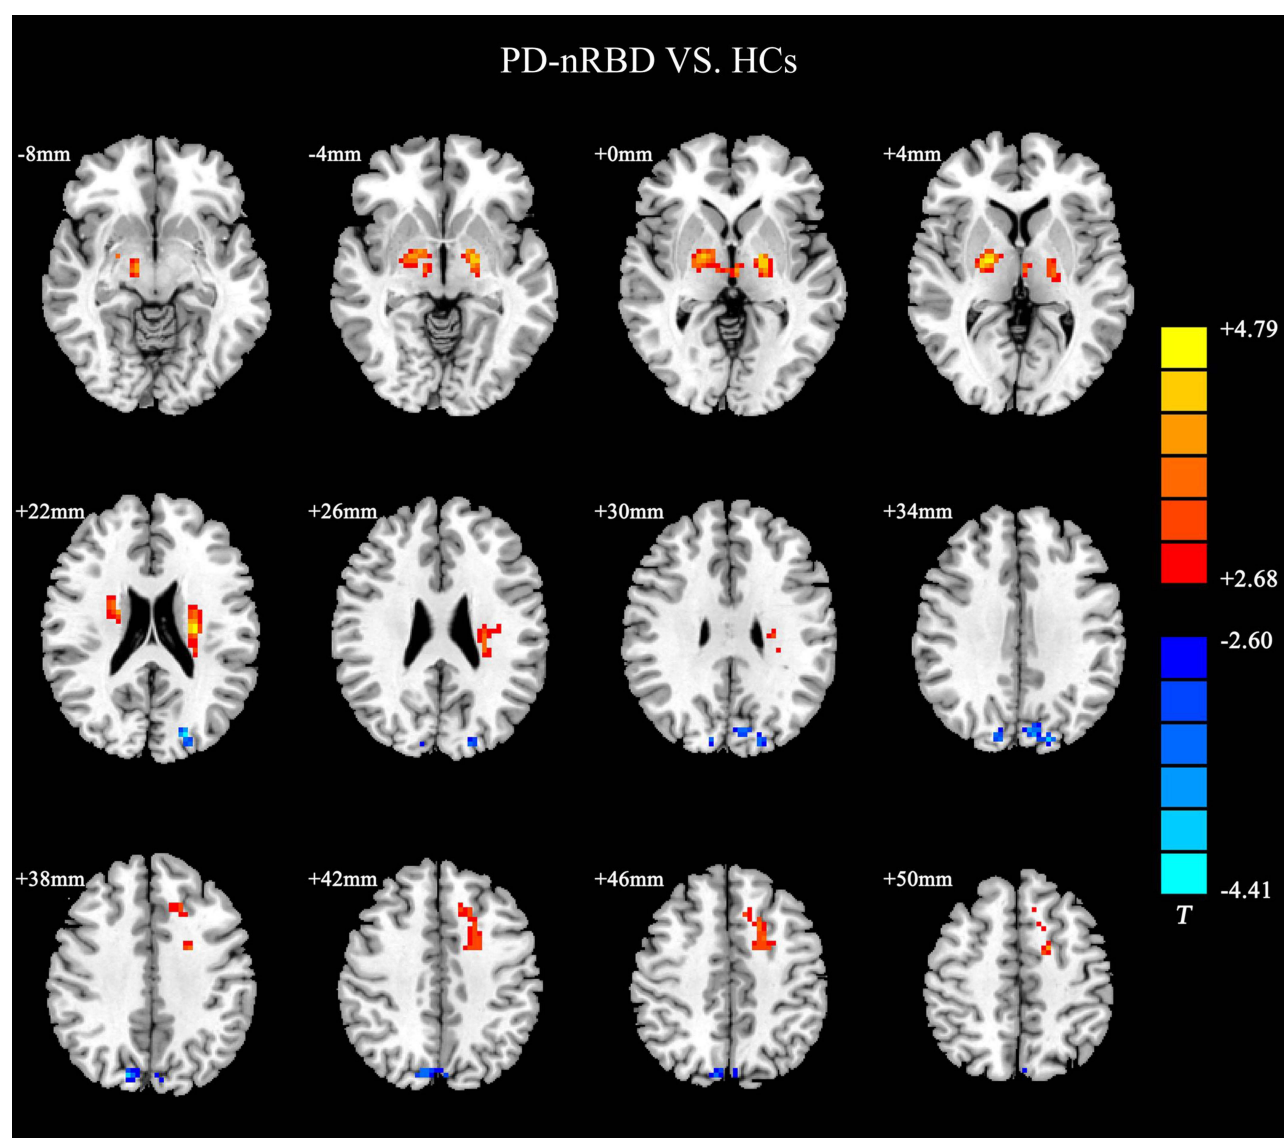 PD-nRBD VS. HCs
-8mm
-4mm
+0mm
+4mm
+4.79
+22mm
+26mm
+30mm
+34mm
+2.68
-2.60
+38mm
+42mm
+46mm
+50mm
-4.41
T